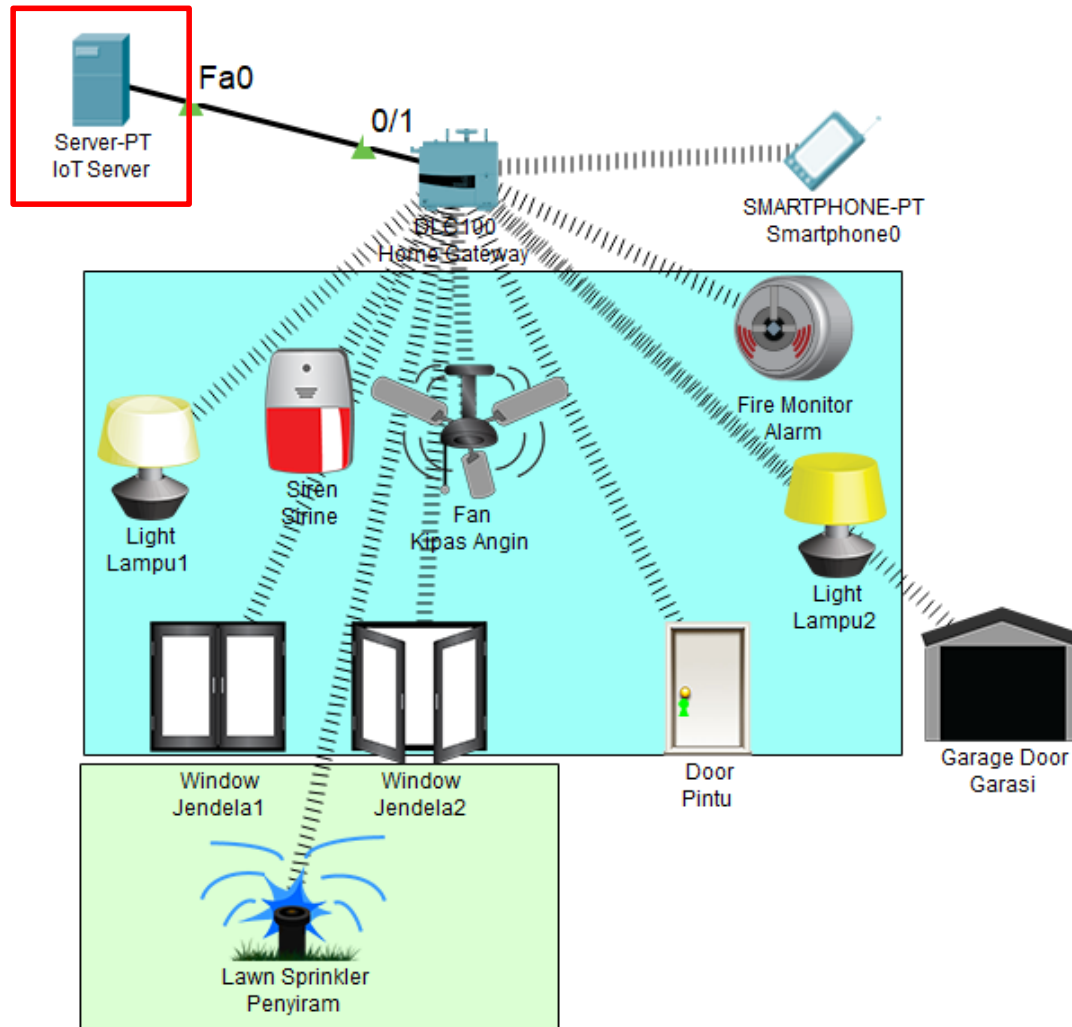 Fa0
0/1
Server-PT
IoT Server
DLC100
Home Gateway
SMARTPHONE-PT
Smartphone0
Fire Monitor
Alarm
Siren
Sirine
Fan
Kipas Angin
Light
Lampu1
Light
Lampu2
Window
Jendela1
Window
Jendela2
Door
Pintu
Garage Door
Garasi
Lawn Sprinkler
Penyiram